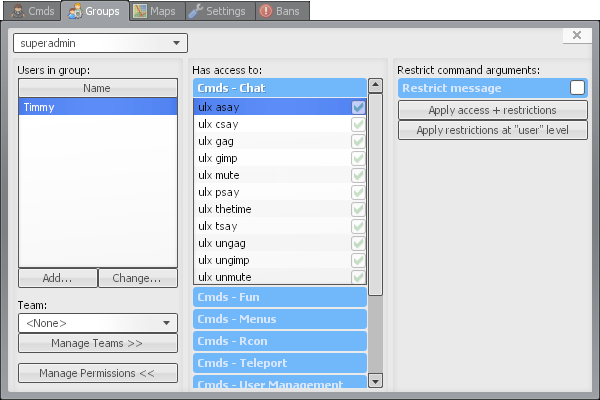 Cmds Groups Maps Settings Bans
superadmin
Users in group:
Name
Timmy
Add... Change...
Team:
<None>
Manage Teams >>
Manage Permissions <<
Has access to:
Cmds - Chat
ulx asay
ulx csay
ulx gag
ulx gimp
ulx mute
ulx psay
ulx thetime
ulx tsay
ulx ungag
ulx ungimp
ulx unmute
Cmds - Fun
Cmds - Menus
Cmds - Rcon
Cmds - Teleport
Cmds - User Management
Restrict command arguments:
Restrict message
Apply access + restrictions
Apply restrictions at "user" level